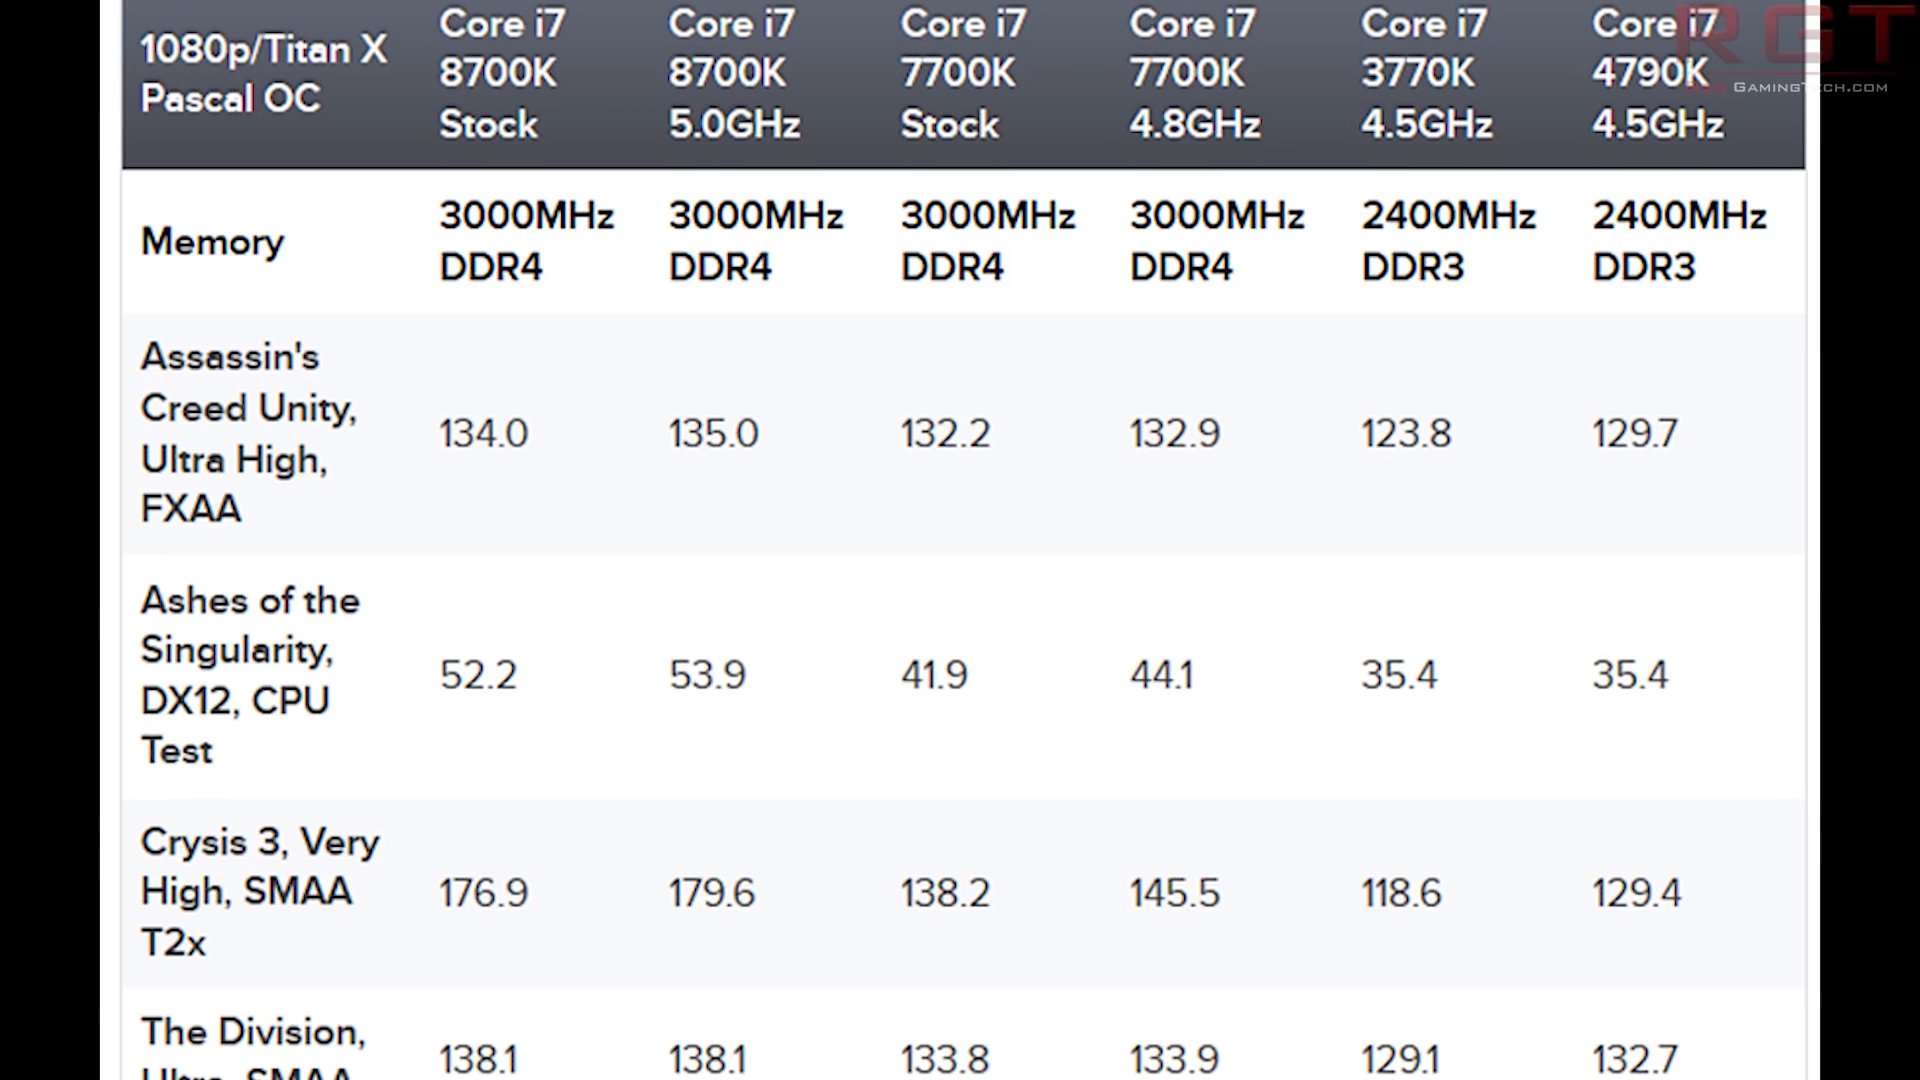 RGT
GamingTech.com
1080p/Titan X
Pascal OC
Core i7
8700K
Stock
Core i7
8700K
5.0GHz
Core i7
7700K
Stock
Core i7
7700K
4.8GHz
Core i7
3770K
4.5GHz
Core i7
4790K
4.5GHz
Memory
3000MHz
DDR4
3000MHz
DDR4
3000MHz
DDR4
3000MHz
DDR4
2400MHz
DDR3
2400MHz
DDR3
Assassin's
Creed Unity,
Ultra High,
FXAA
134.0
135.0
132.2
132.9
123.8
129.7
Ashes of the
Singularity,
DX12, CPU
Test
52.2
53.9
41.9
44.1
35.4
35.4
Crysis 3, Very
High, SMAA
T2x
176.9
179.6
138.2
145.5
118.6
129.4
The Division,
Ultra, SMAA
138.1
138.1
133.8
133.9
129.1
132.7